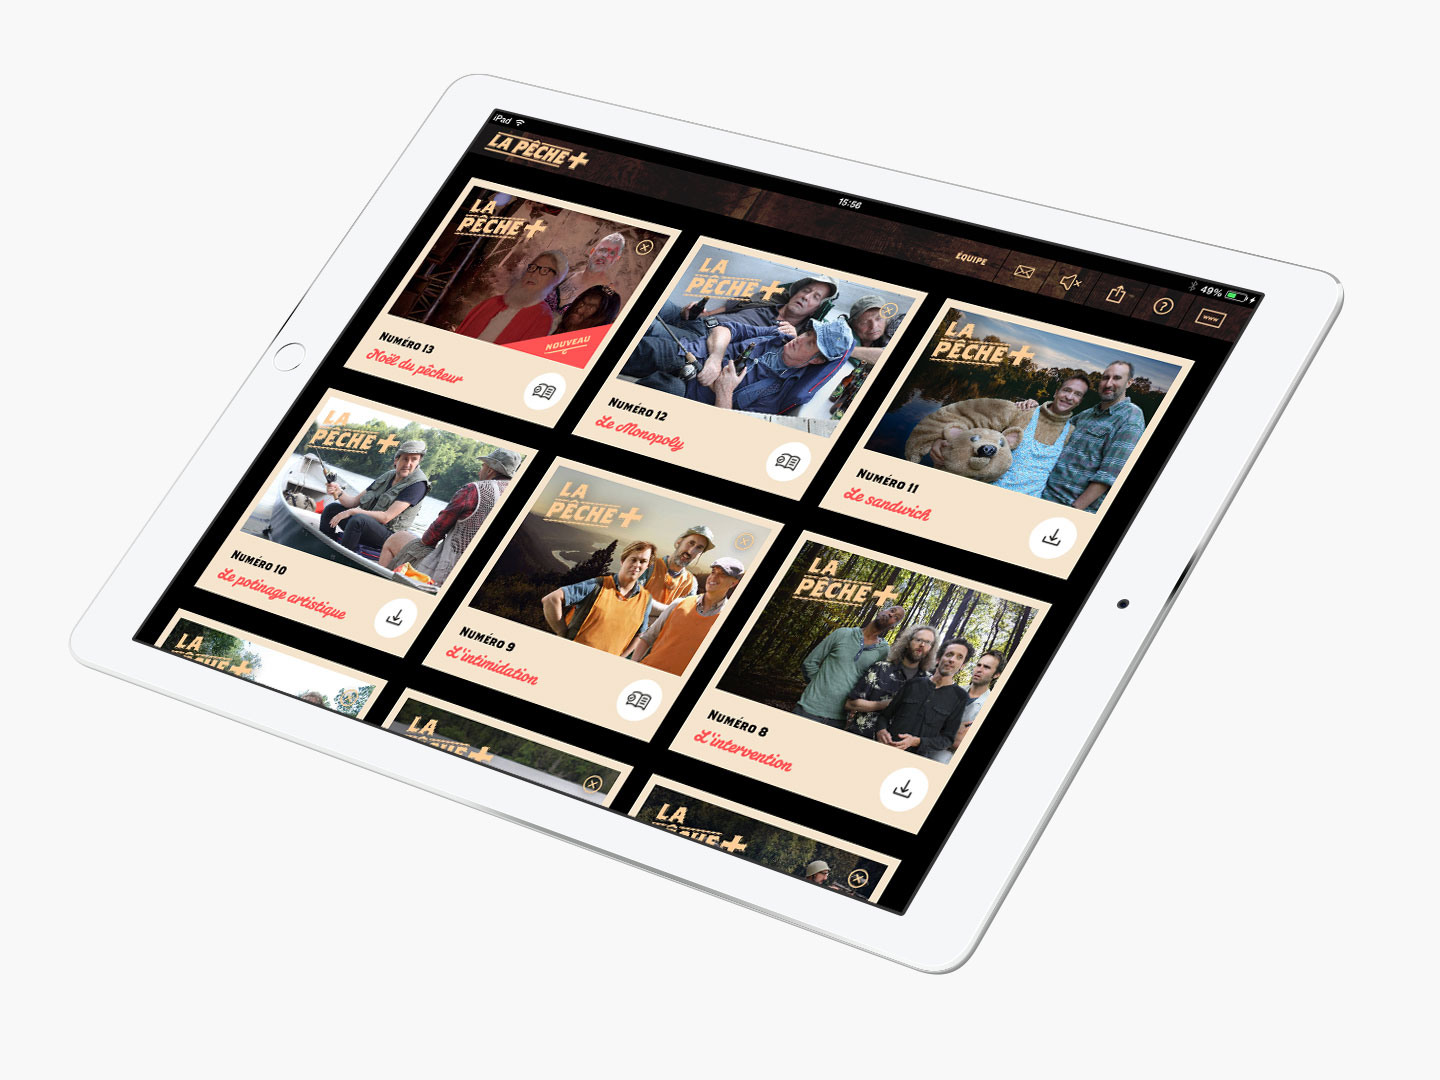 iPad
15:56
49%
LA PÊCHE+
ÉQUIPE
?
WWW
LA
PÊCHE+
NOUVEAU
NUMÉRO 13
Noël du pêcheur
LA
PÊCHE+
NUMÉRO 12
Le Monopoly
LA
PÊCHE+
NUMÉRO 11
Le sandwich
LA
PÊCHE+
NUMÉRO 10
Le potinage artistique
LA
PÊCHE+
NUMÉRO 9
L'intimidation
LA
PÊCHE+
NUMÉRO 8
L'intervention
LA
PÊCHE+
LA
PÊCHE+
LA
PÊCHE+